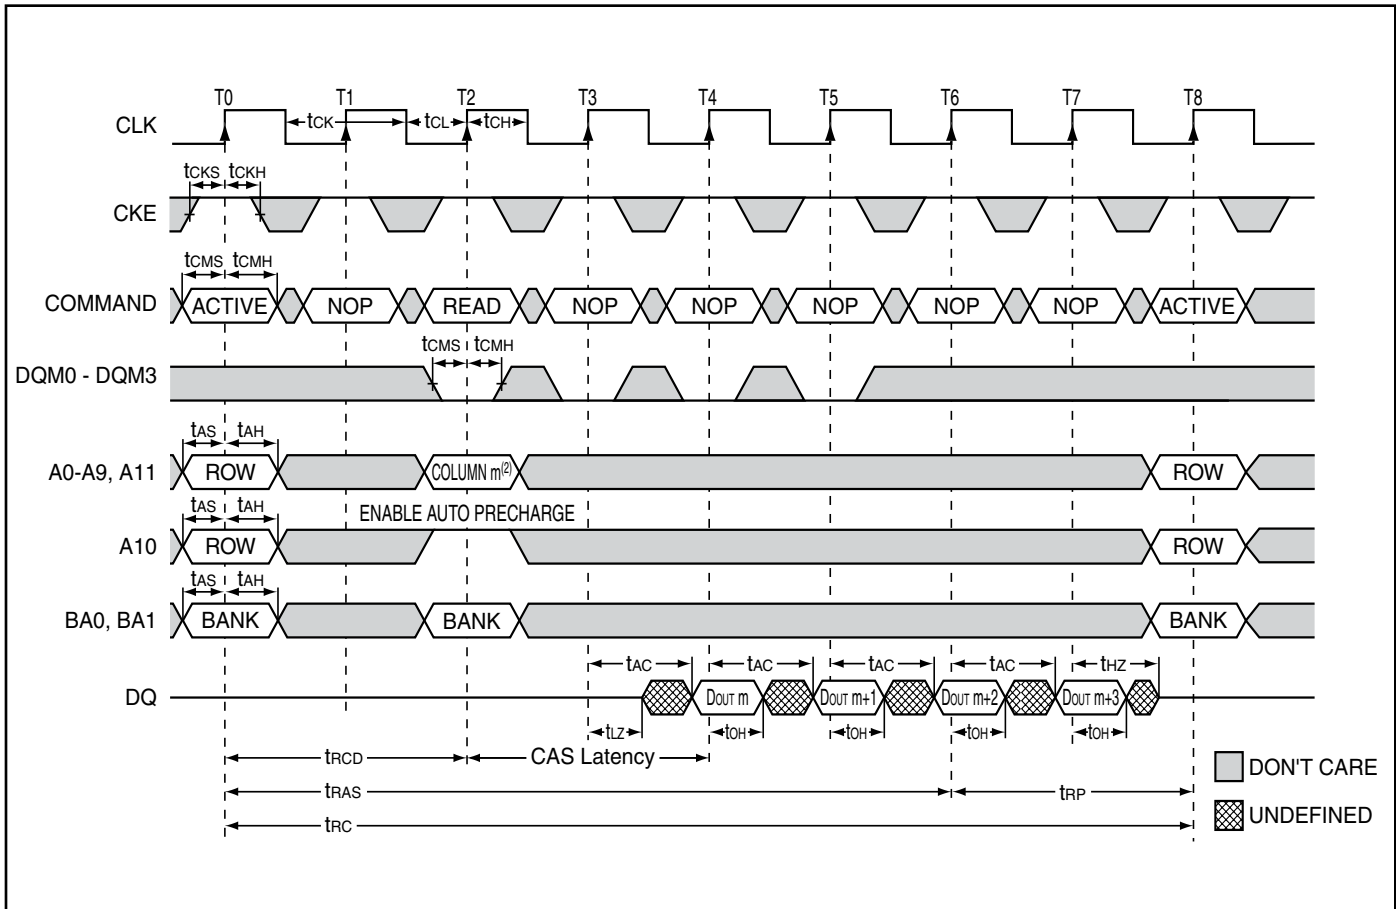 T0 T1 T2 T3 T4 T5 T6 T7 T8
CLK tCK tCL tCH
tCKS tCKH
CKE
tCMS tCMH
COMMAND ACTIVE NOP READ NOP NOP NOP NOP NOP ACTIVE
tCMS tCMH
DQM0 - DQM3
tAS tAH
A0-A9, A11 ROW COLUMN m(2) ROW
tAS tAH ENABLE AUTO PRECHARGE
A10 ROW ROW
tAS tAH
BA0, BA1 BANK BANK BANK
tAC tAC tAC tAC tHZ
DQ DOUT m DOUT m+1 DOUT m+2 DOUT m+3
tLZ tOH tOH tOH tOH
tRCD CAS Latency
DON'T CARE
tRAS tRP
UNDEFINED
tRC